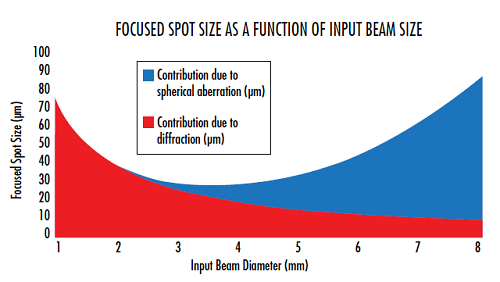 FOCUSED SPOT SIZE AS A FUNCTION OF INPUT BEAM SIZE
100
90
80
70
60
50
40
30
20
10
0
Focused Spot Size (µm)
Contribution due to
spherical aberration (µm)
Contribution due to
diffraction (µm)
1 2 3 4 5 6 7 8
Input Beam Diameter (mm)